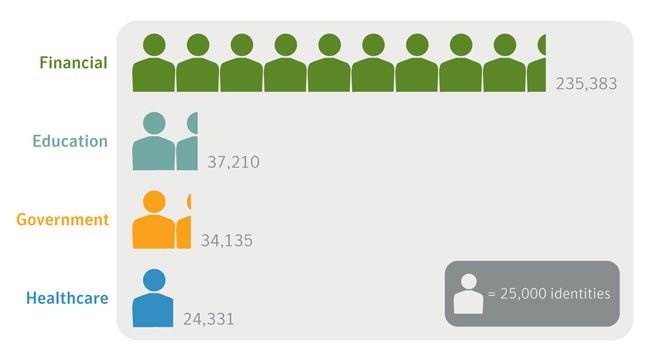 Financial
235,383
Education
37,210
Government
34,135
Healthcare
24,331
= 25,000 identities